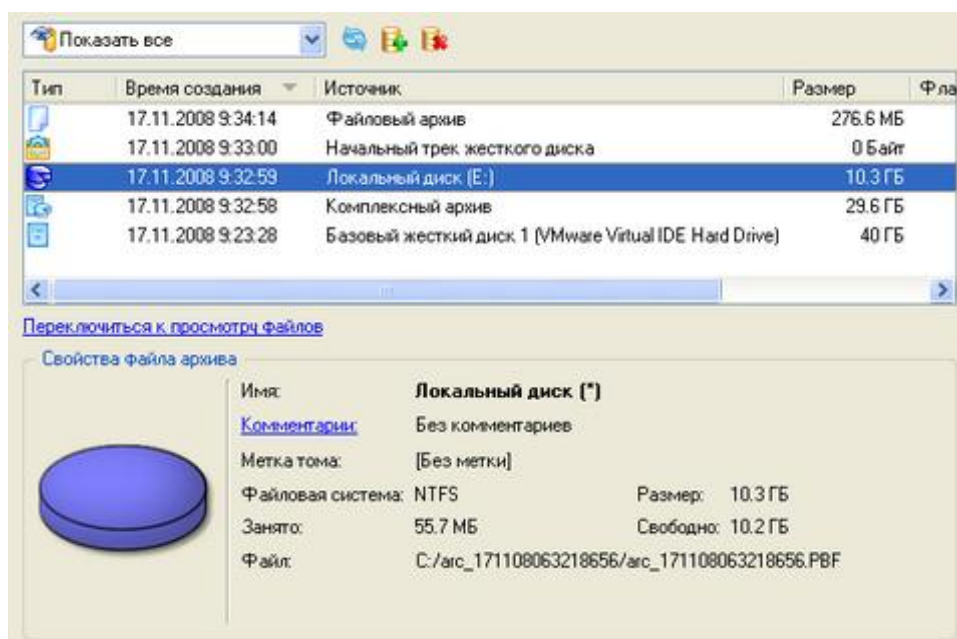 Показать все
Тип Время создания Источник Размер Фла
17.11.2008 9:34:14 Файловый архив 276.6 МБ
17.11.2008 9:33:00 Начальный трек жесткого диска 0 Байт
17.11.2008 9:32:59 Локальный диск (E:) 10.3 ГБ
17.11.2008 9:32:58 Комплексный архив 29.6 ГБ
17.11.2008 9:23:28 Базовый жесткий диск 1 (VMware Virtual IDE Hard Drive) 40 ГБ
Переключиться к просмотру файлов
Свойства файла архива
Имя: Локальный диск (*)
Комментарии: Без комментариев
Метка тома: [Без метки]
Файловая система: NTFS Размер: 10.3 ГБ
Занято: 55.7 МБ Свободно: 10.2 ГБ
Файл: C:/arc_171108063218656/arc_171108063218656.PBF